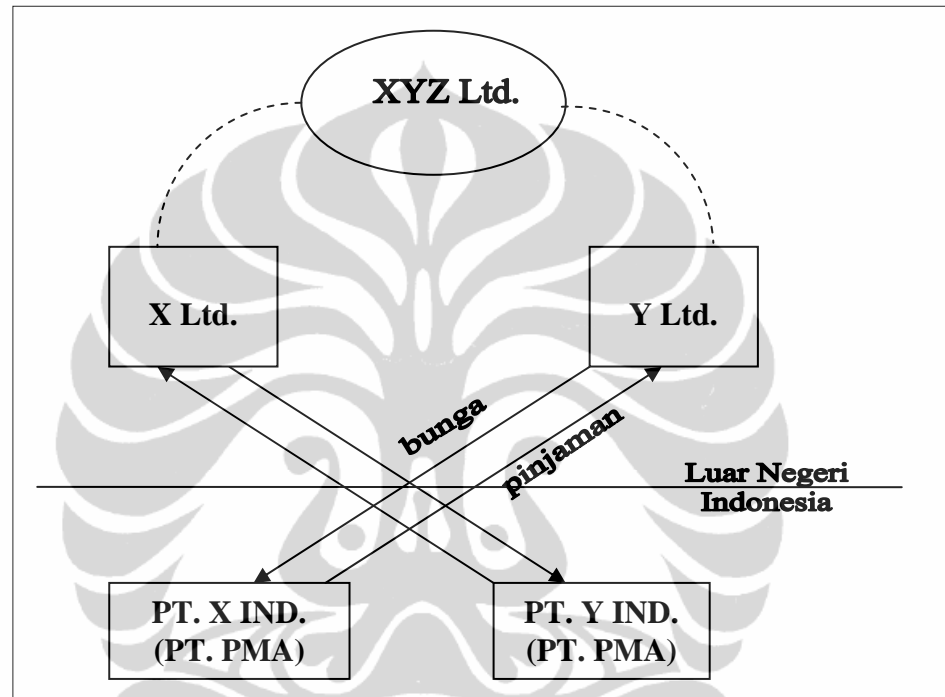 XYZ Ltd.
X Ltd.
Y Ltd.
bunga
pinjaman
Luar Negeri
Indonesia
PT. X IND.
(PT. PMA)
PT. Y IND.
(PT. PMA)